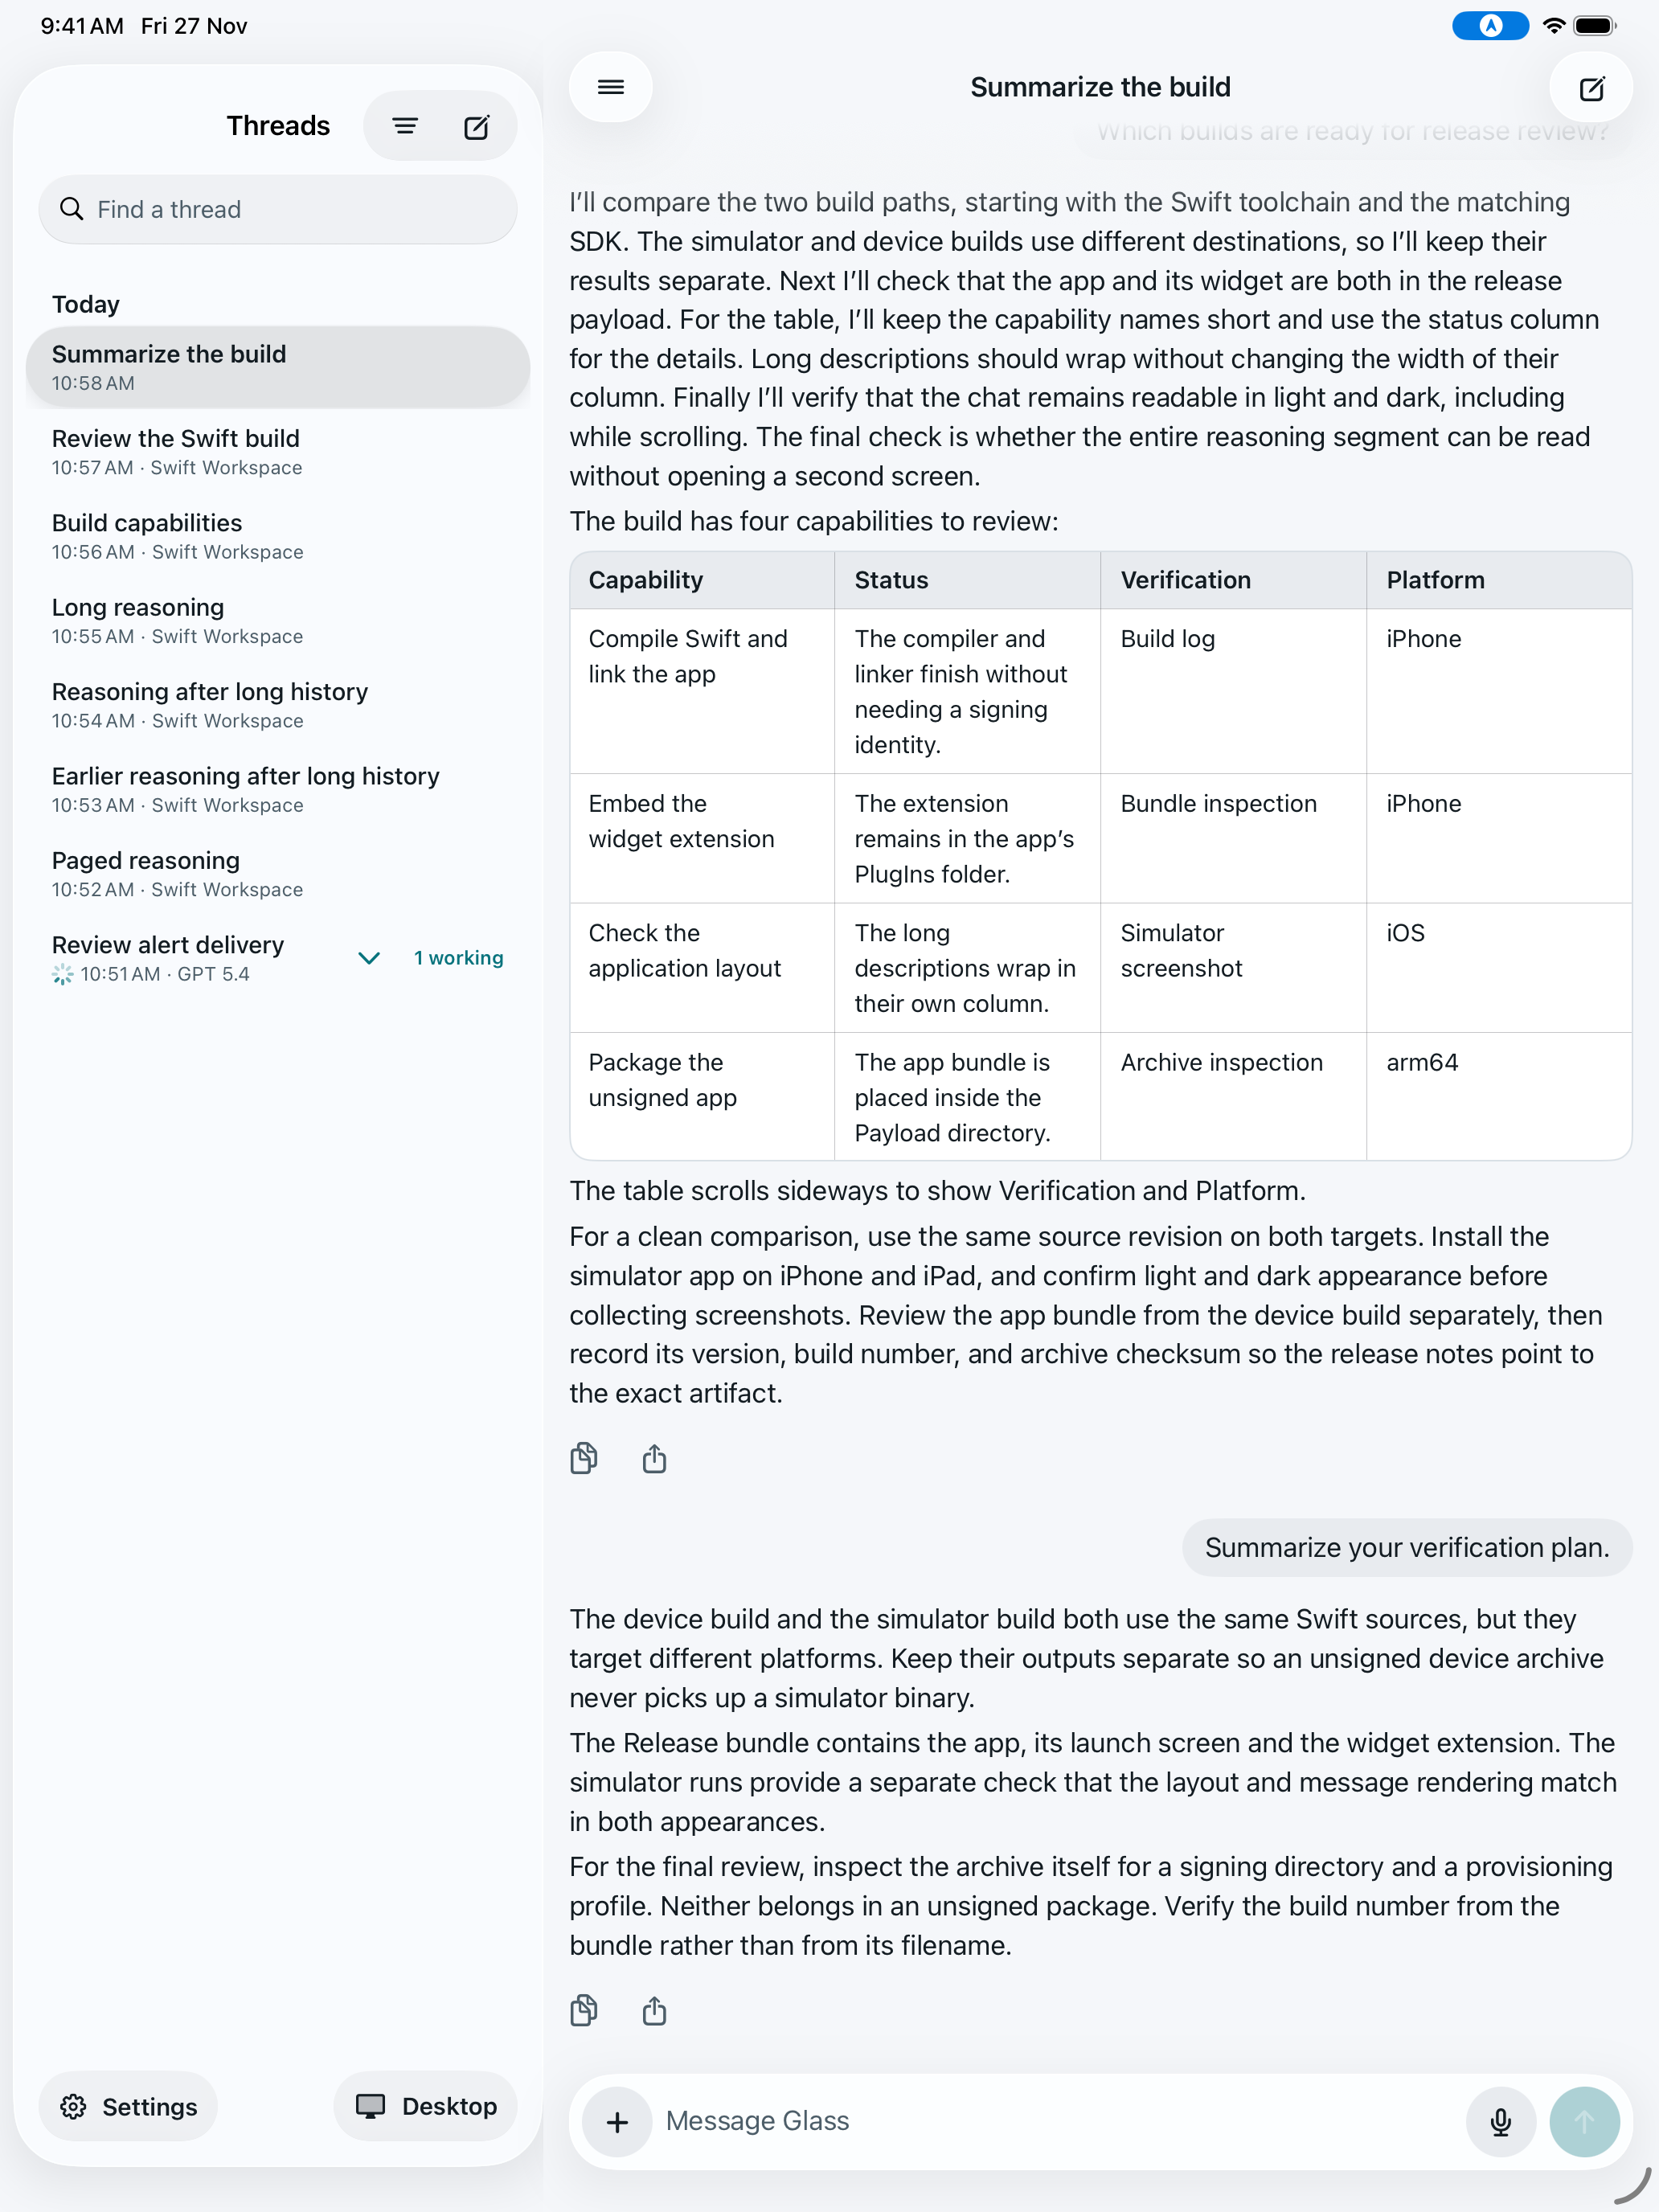 9:41 AM Fri 27 Nov
Threads
Find a thread
Today
Summarize the build
10:58 AM
Review the Swift build
10:57 AM · Swift Workspace
Build capabilities
10:56 AM · Swift Workspace
Long reasoning
10:55 AM · Swift Workspace
Reasoning after long history
10:54 AM · Swift Workspace
Earlier reasoning after long history
10:53 AM · Swift Workspace
Paged reasoning
10:52 AM · Swift Workspace
Review alert delivery
10:51 AM · GPT 5.4
1 working
Settings
Desktop
Summarize the build
Which builds are ready for release review?
I’ll compare the two build paths, starting with the Swift toolchain and the matching
SDK. The simulator and device builds use different destinations, so I’ll keep their
results separate. Next I’ll check that the app and its widget are both in the release
payload. For the table, I’ll keep the capability names short and use the status column
for the details. Long descriptions should wrap without changing the width of their
column. Finally I’ll verify that the chat remains readable in light and dark, including
while scrolling. The final check is whether the entire reasoning segment can be read
without opening a second screen.
The build has four capabilities to review:
Capability
Status
Verification
Platform
Compile Swift and
link the app
The compiler and
linker finish without
needing a signing
identity.
Build log
iPhone
Embed the
widget extension
The extension
remains in the app’s
PlugIns folder.
Bundle inspection
iPhone
Check the
application layout
The long
descriptions wrap in
their own column.
Simulator
screenshot
iOS
Package the
unsigned app
The app bundle is
placed inside the
Payload directory.
Archive inspection
arm64
The table scrolls sideways to show Verification and Platform.
For a clean comparison, use the same source revision on both targets. Install the
simulator app on iPhone and iPad, and confirm light and dark appearance before
collecting screenshots. Review the app bundle from the device build separately, then
record its version, build number, and archive checksum so the release notes point to
the exact artifact.
Summarize your verification plan.
The device build and the simulator build both use the same Swift sources, but they
target different platforms. Keep their outputs separate so an unsigned device archive
never picks up a simulator binary.
The Release bundle contains the app, its launch screen and the widget extension. The
simulator runs provide a separate check that the layout and message rendering match
in both appearances.
For the final review, inspect the archive itself for a signing directory and a provisioning
profile. Neither belongs in an unsigned package. Verify the build number from the
bundle rather than from its filename.
Message Glass